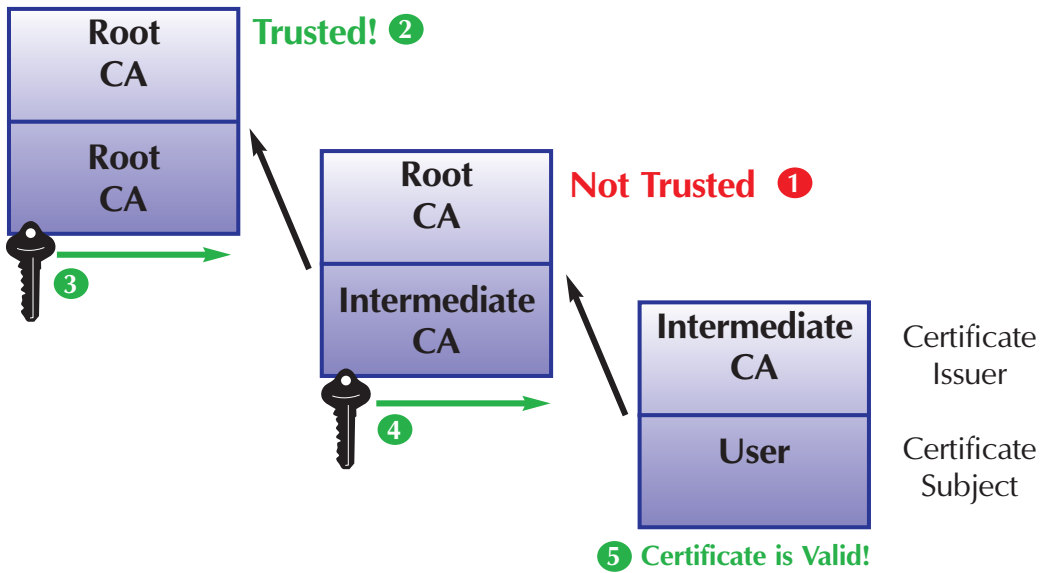 Root
CA
Trusted! 2
Root
CA
3
Root
CA
Not Trusted 1
Intermediate
CA
4
Intermediate
CA
Certificate
Issuer
User
Certificate
Subject
5 Certificate is Valid!